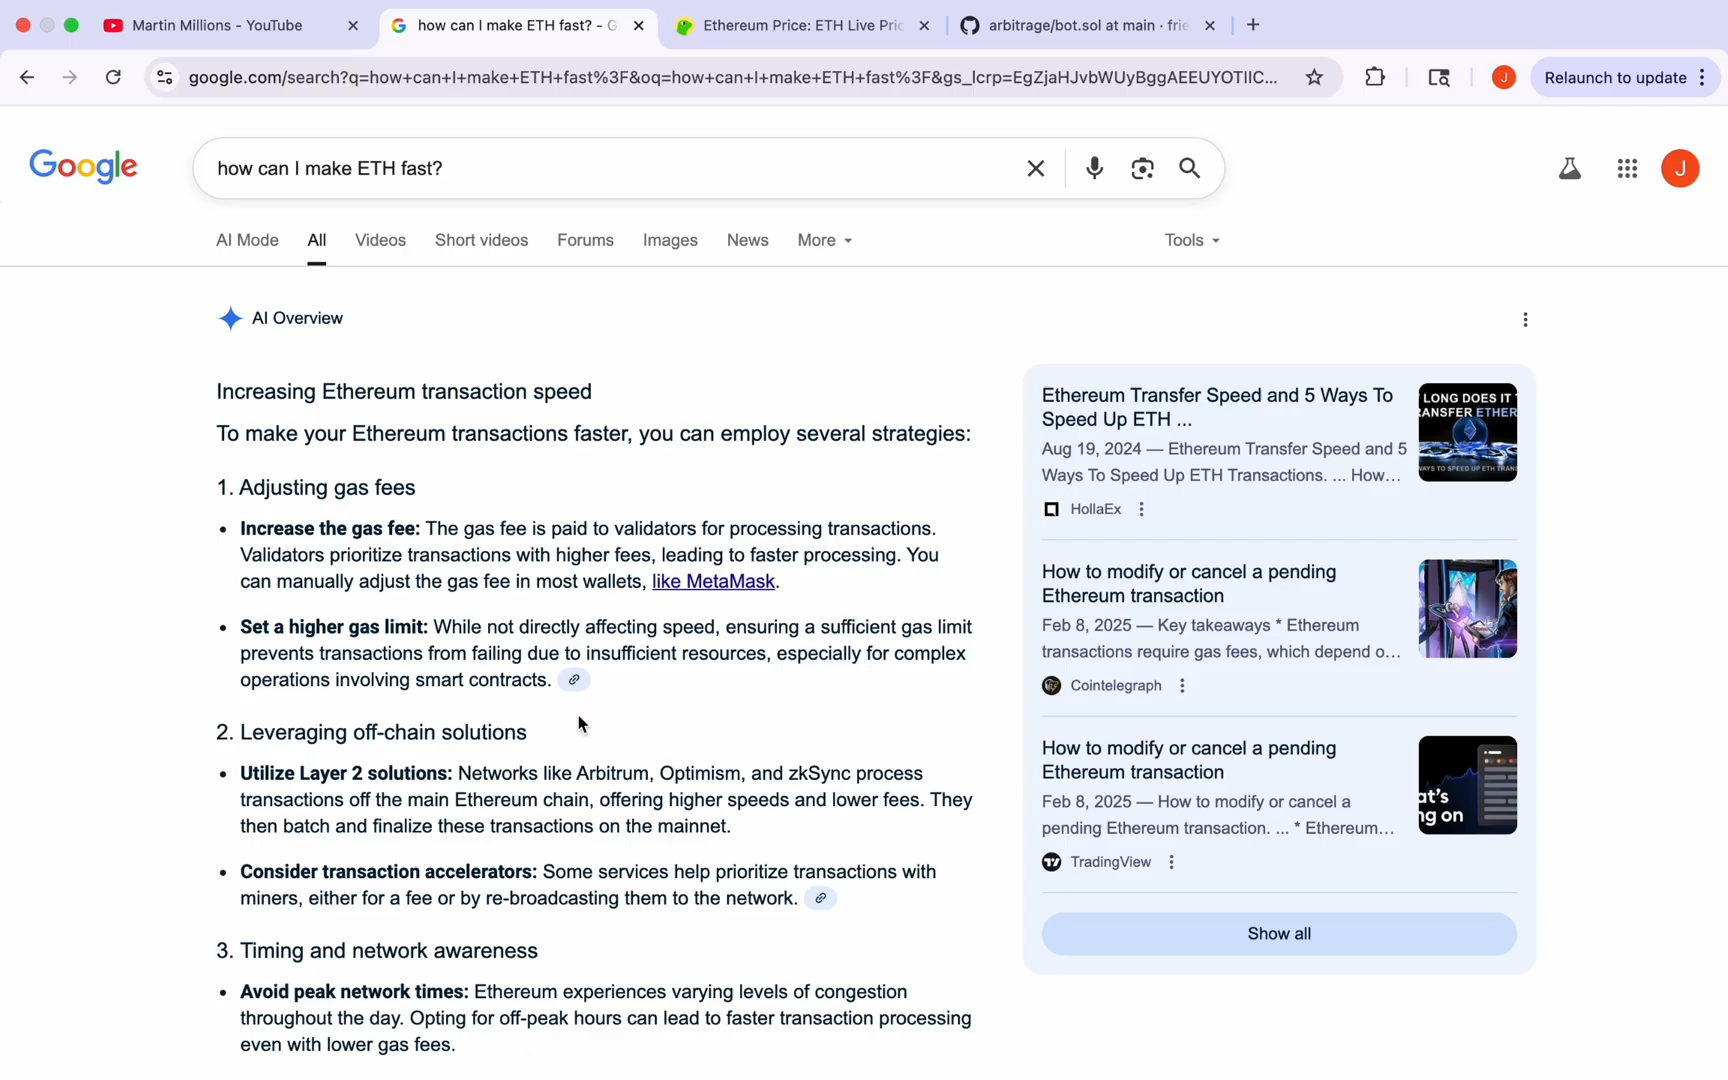 Martin Millions - YouTube
how can I make ETH fast? - G
Ethereum Price: ETH Live Pric
arbitrage/bot.sol at main · frie
google.com/search?q=how+can+I+make+ETH+fast%3F&oq=how+can+I+make+ETH+fast%3F&gs_lcrp=EgZjaHJvbWUyBggAEEUYOTIIC...
J
Relaunch to update
Google
how can I make ETH fast?
J
AI Mode
All
Videos
Short videos
Forums
Images
News
More
Tools
AI Overview
Increasing Ethereum transaction speed
To make your Ethereum transactions faster, you can employ several strategies:
1. Adjusting gas fees
• Increase the gas fee: The gas fee is paid to validators for processing transactions.
Validators prioritize transactions with higher fees, leading to faster processing. You
can manually adjust the gas fee in most wallets, like MetaMask.
• Set a higher gas limit: While not directly affecting speed, ensuring a sufficient gas limit
prevents transactions from failing due to insufficient resources, especially for complex
operations involving smart contracts.
2. Leveraging off-chain solutions
• Utilize Layer 2 solutions: Networks like Arbitrum, Optimism, and zkSync process
transactions off the main Ethereum chain, offering higher speeds and lower fees. They
then batch and finalize these transactions on the mainnet.
• Consider transaction accelerators: Some services help prioritize transactions with
miners, either for a fee or by re-broadcasting them to the network.
3. Timing and network awareness
• Avoid peak network times: Ethereum experiences varying levels of congestion
throughout the day. Opting for off-peak hours can lead to faster transaction processing
even with lower gas fees.
Ethereum Transfer Speed and 5 Ways To
Speed Up ETH ...
Aug 19, 2024 — Ethereum Transfer Speed and 5
Ways To Speed Up ETH Transactions. ... How...
HollaEx
LONG DOES IT
ANSFER ETHER
WAYS TO SPEED UP ETH TRANS
How to modify or cancel a pending
Ethereum transaction
Feb 8, 2025 — Key takeaways * Ethereum
transactions require gas fees, which depend o...
Cointelegraph
How to modify or cancel a pending
Ethereum transaction
Feb 8, 2025 — How to modify or cancel a
pending Ethereum transaction. ... * Ethereum...
TradingView
at's
ng on
Show all